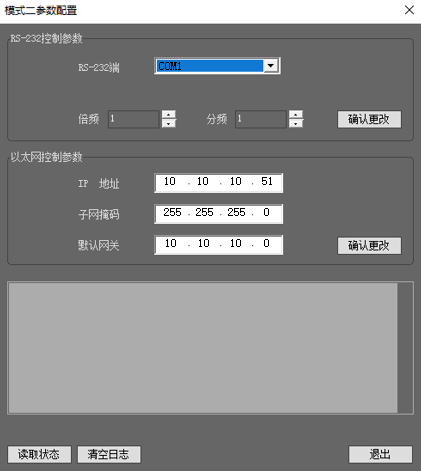 模式二参数配置
RS-232控制参数
RS-232端 COM1
倍频 1 分频 1 确认更改
以太网控制参数
IP 地址 10 . 10 . 10 . 51
子网掩码 255 . 255 . 255 . 0
默认网关 10 . 10 . 10 . 0 确认更改
读取状态 清空日志 退出